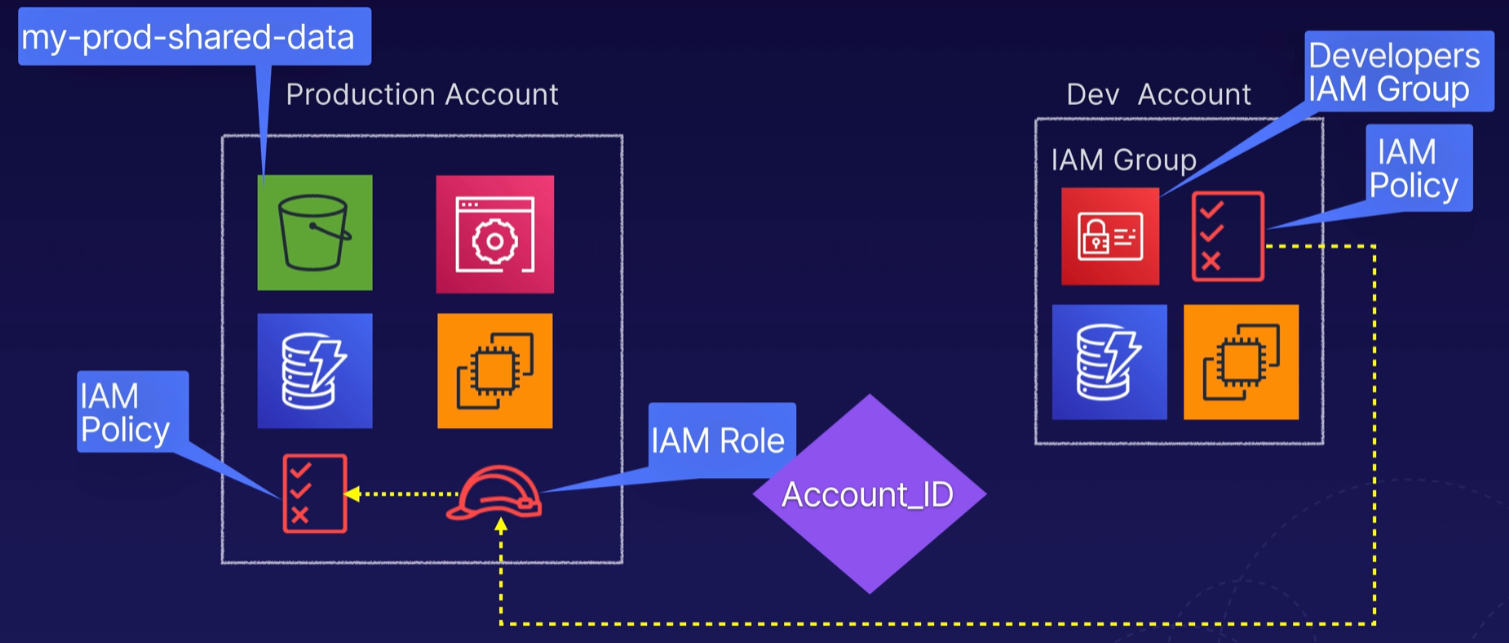 my-prod-shared-data
Production Account
Dev Account
Developers
IAM Group
IAM Group
IAM
Policy
IAM
Policy
IAM Role
Account_ID